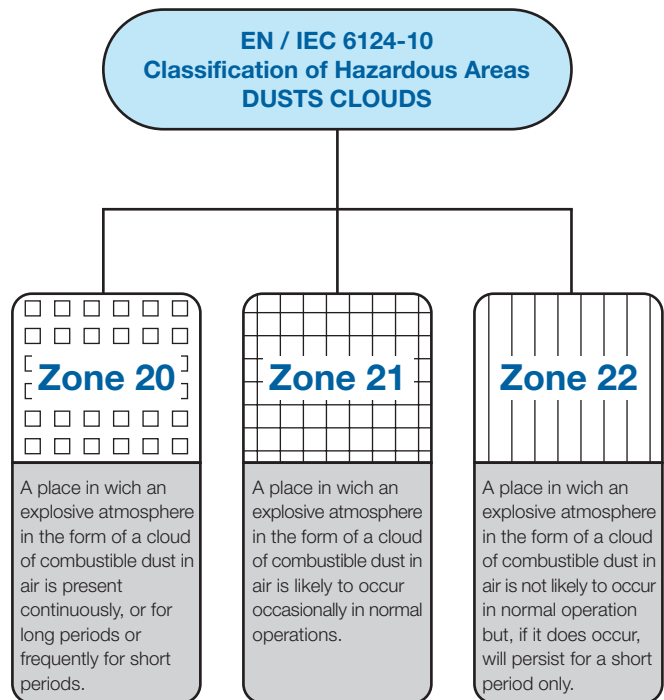 EN / IEC 6124-10
Classification of Hazardous Areas
DUSTS CLOUDS
Zone 20
A place in wich an
explosive atmosphere
in the form of a cloud
of combustible dust in
air is present
continuously, or for
long periods or
frequently for short
periods.
Zone 21
A place in wich an
explosive atmosphere
in the form of a cloud
of combustible dust in
air is likely to occur
occasionally in normal
operations.
Zone 22
A place in wich an
explosive atmosphere
in the form of a cloud
of combustible dust in
air is not likely to occur
in normal operation
but, if it does occur,
will persist for a short
period only.